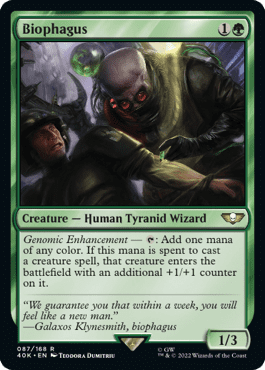 Biophagus 1
Creature — Human Tyranid Wizard
Genomic Enhancement — : Add one mana
of any color. If this mana is spent to cast
a creature spell, that creature enters the
battlefield with an additional +1/+1 counter
on it.
“We guarantee you that within a week, you will
feel like a new man.”
—Galaxos Klynesmith, biophagus
1/3
087/168 R
40K • EN Teodora Dumitriu
© GW
™ & © 2022 Wizards of the Coast